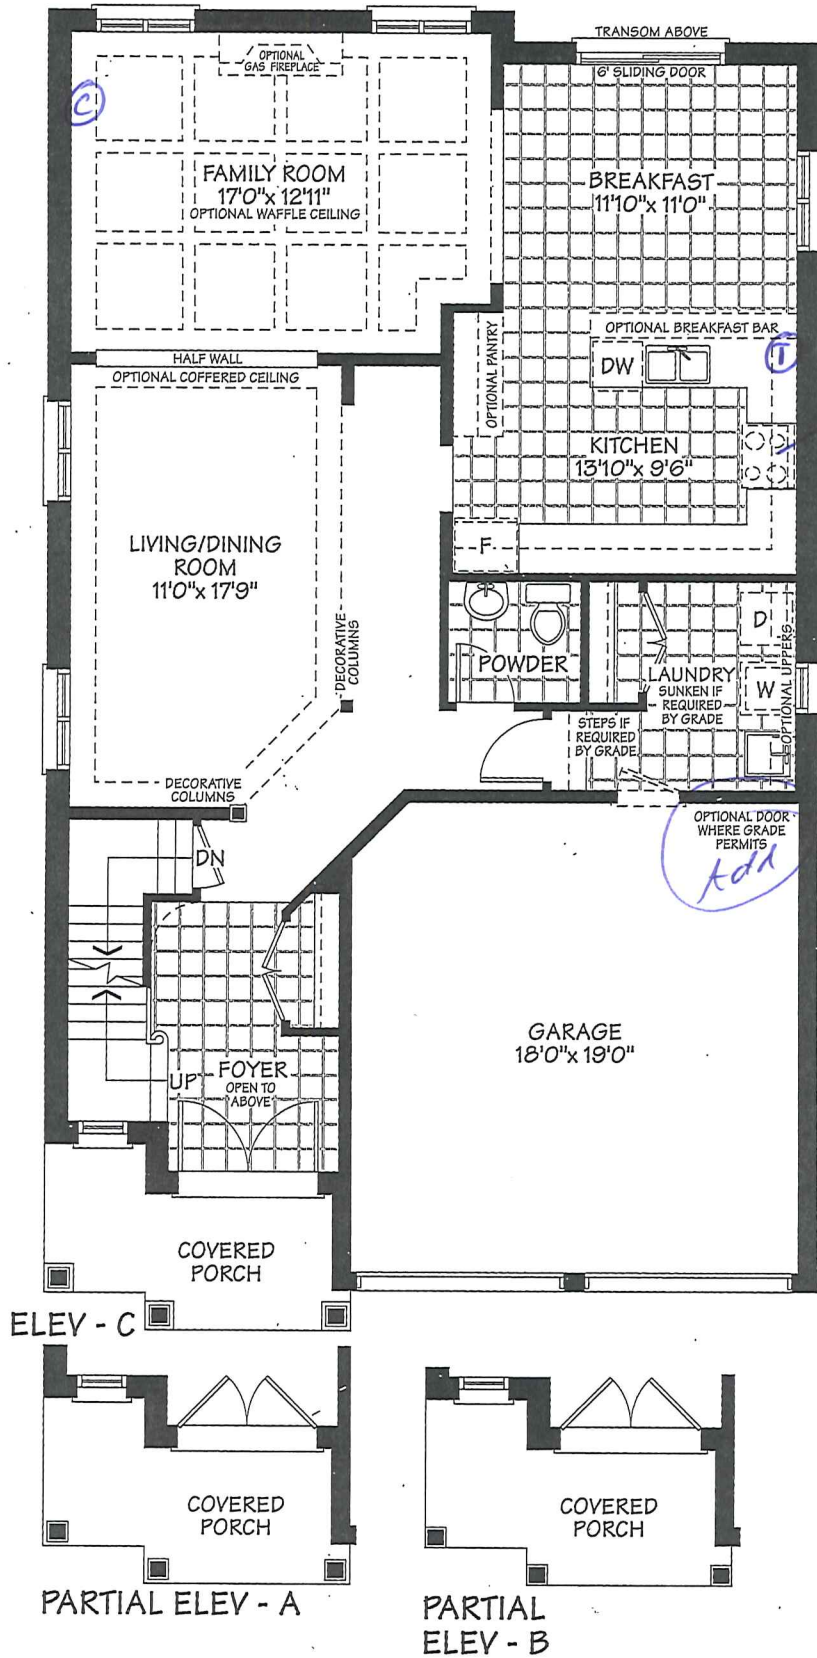 TRANSOM ABOVE
6' SLIDING DOOR
OPTIONAL
GAS FIREPLACE
C
FAMILY ROOM
17'0" x 12'11"
OPTIONAL WAFFLE CEILING
BREAKFAST
11'10" x 11'0"
OPTIONAL BREAKFAST BAR
T
HALF WALL
OPTIONAL COFFERED CEILING
OPTIONAL PANTRY
DW
KITCHEN
13'10" x 9'6"
F
LIVING/DINING
ROOM
11'0" x 17'9"
DECORATIVE
COLUMNS
POWDER
LAUNDRY
SUNKEN IF
REQUIRED
BY GRADE
D
W
OPTIONAL UPPERS
STEPS IF
REQUIRED
BY GRADE
DECORATIVE
COLUMNS
OPTIONAL DOOR
WHERE GRADE
PERMITS
Add
DN
GARAGE
18'0" x 19'0"
UP
FOYER
OPEN TO
ABOVE
COVERED
PORCH
ELEV - C
COVERED
PORCH
PARTIAL ELEV - A
COVERED
PORCH
PARTIAL
ELEV - B